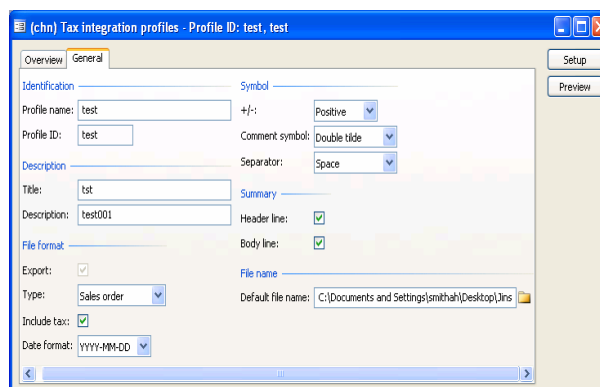 (chn) Tax integration profiles - Profile ID: test, test
Overview
General
Setup
Preview
Identification
Profile name: test
Profile ID: test
Description
Title: tst
Description: test001
File format
Export:
Type: Sales order
Include tax:
Date format: YYYY-MM-DD
Symbol
+/-: Positive
Comment symbol: Double tilde
Separator: Space
Summary
Header line:
Body line:
File name
Default file name: C:\Documents and Settings\smithah\Desktop\Jins